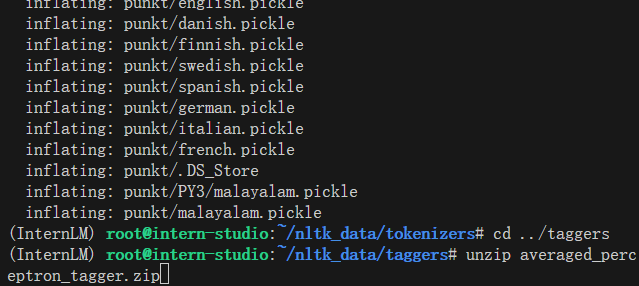 inflating: punkt/english.pickle
inflating: punkt/danish.pickle
inflating: punkt/finnish.pickle
inflating: punkt/swedish.pickle
inflating: punkt/spanish.pickle
inflating: punkt/german.pickle
inflating: punkt/italian.pickle
inflating: punkt/french.pickle
inflating: punkt/.DS_Store
inflating: punkt/PY3/malayalam.pickle
inflating: punkt/malayalam.pickle
(InternLM) root@intern-studio:~/nltk_data/tokenizers# cd ../taggers
(InternLM) root@intern-studio:~/nltk_data/taggers# unzip averaged_perc
eptron_tagger.zip